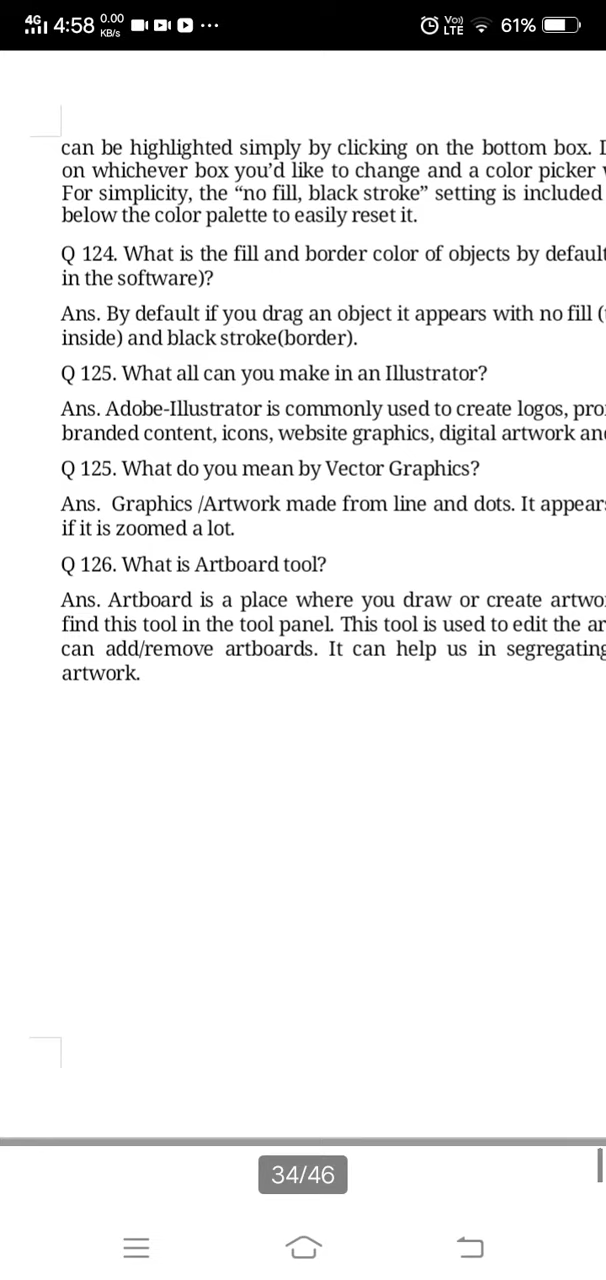 4G 4:58 0.00 KB/s ... Vo)) LTE 61%
can be highlighted simply by clicking on the bottom box.
on whichever box you’d like to change and a color picker
For simplicity, the “no fill, black stroke” setting is included
below the color palette to easily reset it.
Q 124. What is the fill and border color of objects by default
in the software)?
Ans. By default if you drag an object it appears with no fill (
inside) and black stroke(border).
Q 125. What all can you make in an Illustrator?
Ans. Adobe-Illustrator is commonly used to create logos,
branded content, icons, website graphics, digital artwork
Q 125. What do you mean by Vector Graphics?
Ans. Graphics /Artwork made from line and dots. It
if it is zoomed a lot.
Q 126. What is Artboard tool?
Ans. Artboard is a place where you draw or create
find this tool in the tool panel. This tool is used to edit the
can add/remove artboards. It can help us in segregating
artwork.
34/46